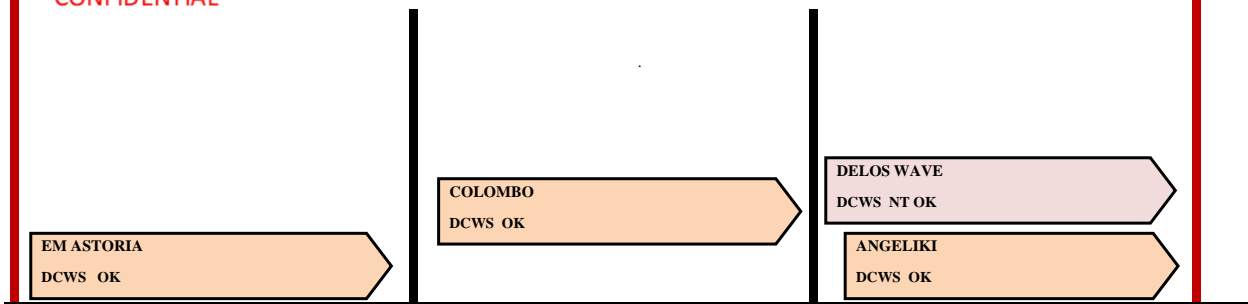 CONFIDENTIAL
.
DELOS WAVE
DCWS NT OK
COLOMBO
DCWS OK
EM ASTORIA
DCWS OK
ANGELIKI
DCWS OK